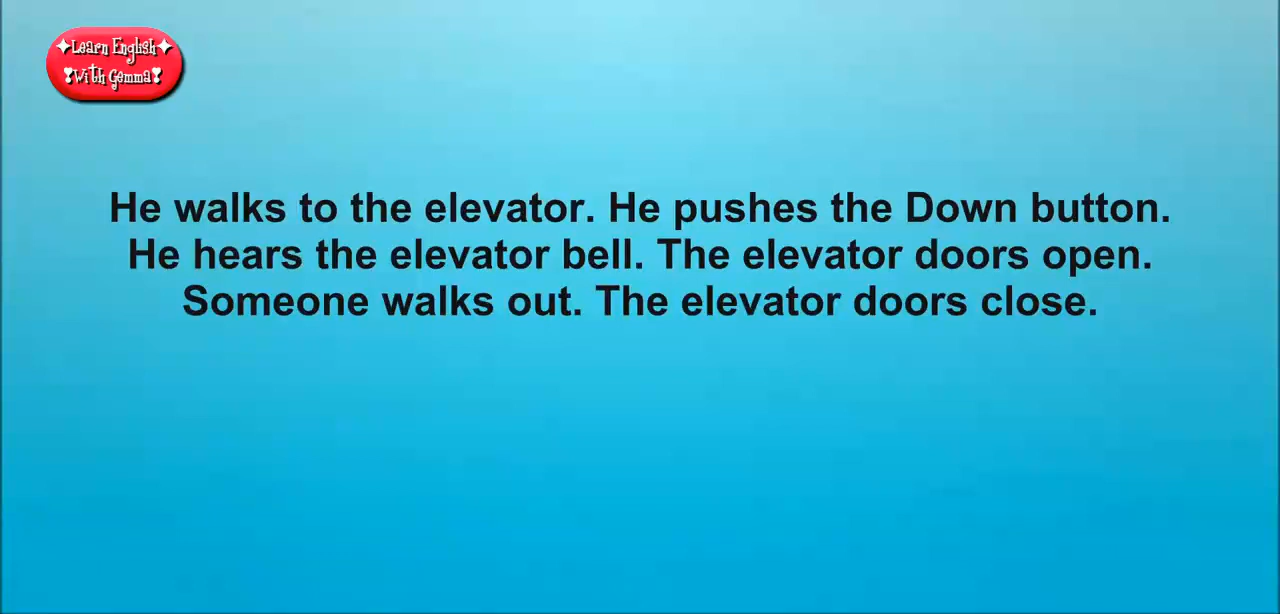 Learn English
With Gemma
He walks to the elevator. He pushes the Down button.
He hears the elevator bell. The elevator doors open.
Someone walks out. The elevator doors close.